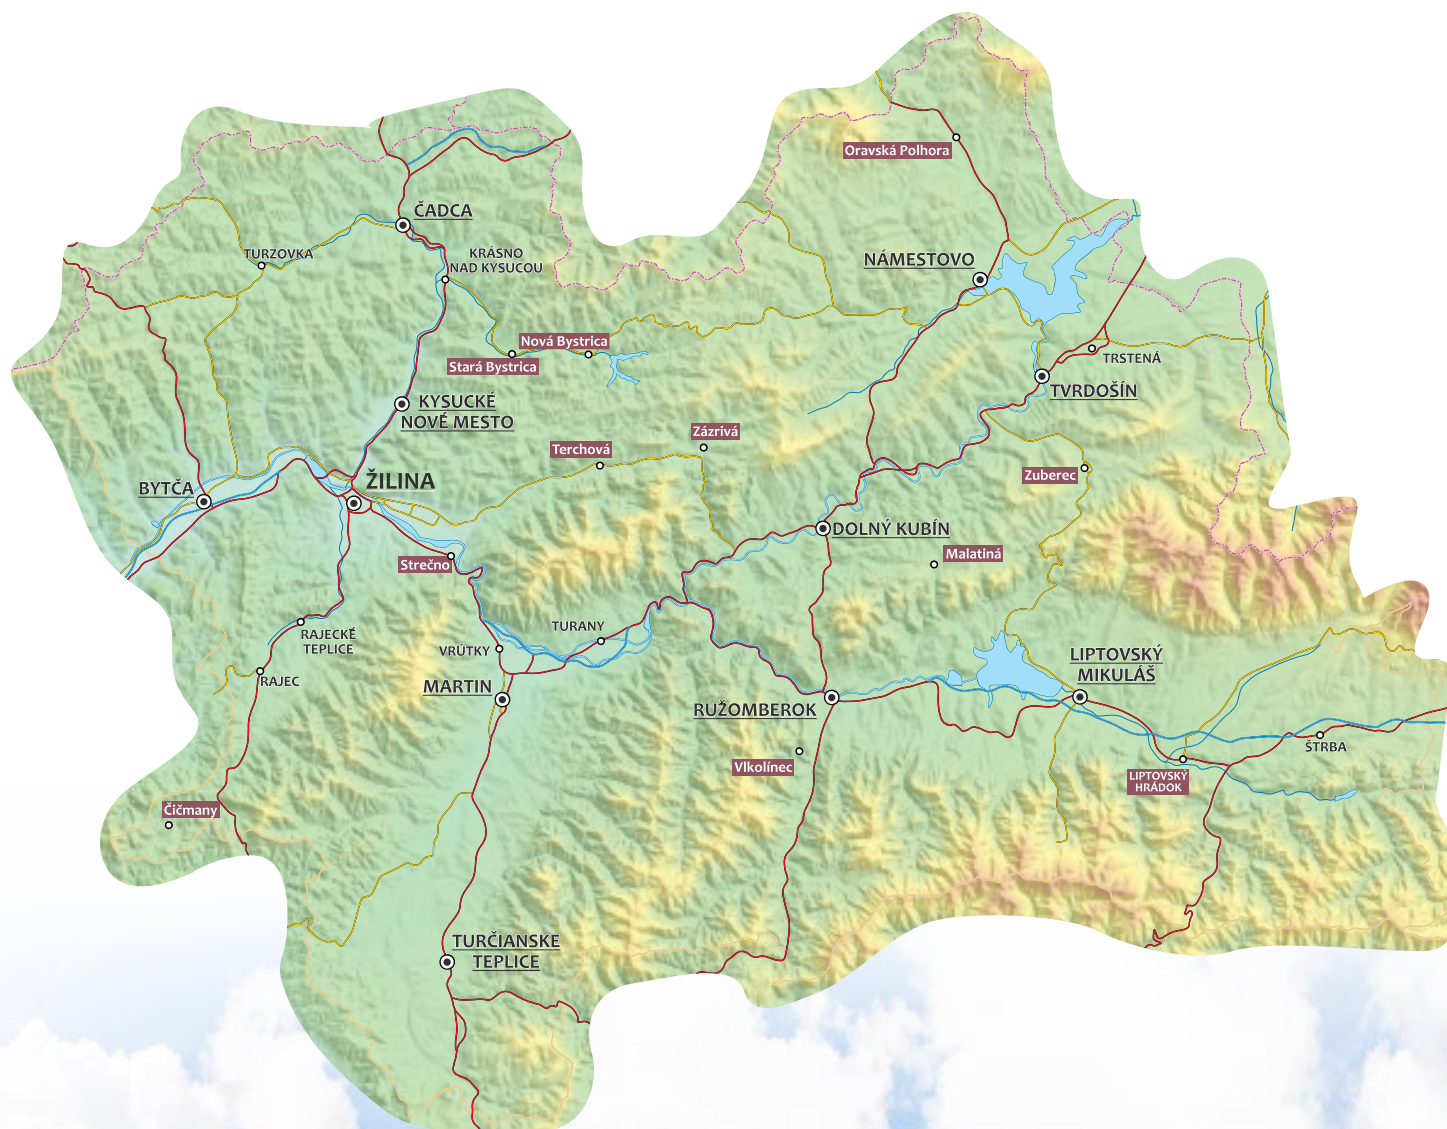 Oravská Polhora
ČADCA
TURZOVKA
KRÁSNO
NAD KYSUCOU
NÁMESTOVO
Nová Bystrica
Stará Bystrica
TRSTENÁ
TVRDOŠÍN
KYSUCKÉ
NOVÉ MESTO
Zázrivá
Terchová
Zuberec
ŽILINA
BYTČA
DOLNÝ KUBÍN
Malatiná
Strečno
TURANY
RAJECKÉ
TEPLICE
VRÚTKY
LIPTOVSKÝ
MIKULÁŠ
RAJEC
MARTIN
RUŽOMBEROK
ŠTRBA
Vlkolínec
LIPTOVSKÝ
HRÁDOK
Čičmany
TURČIANSKE
TEPLICE